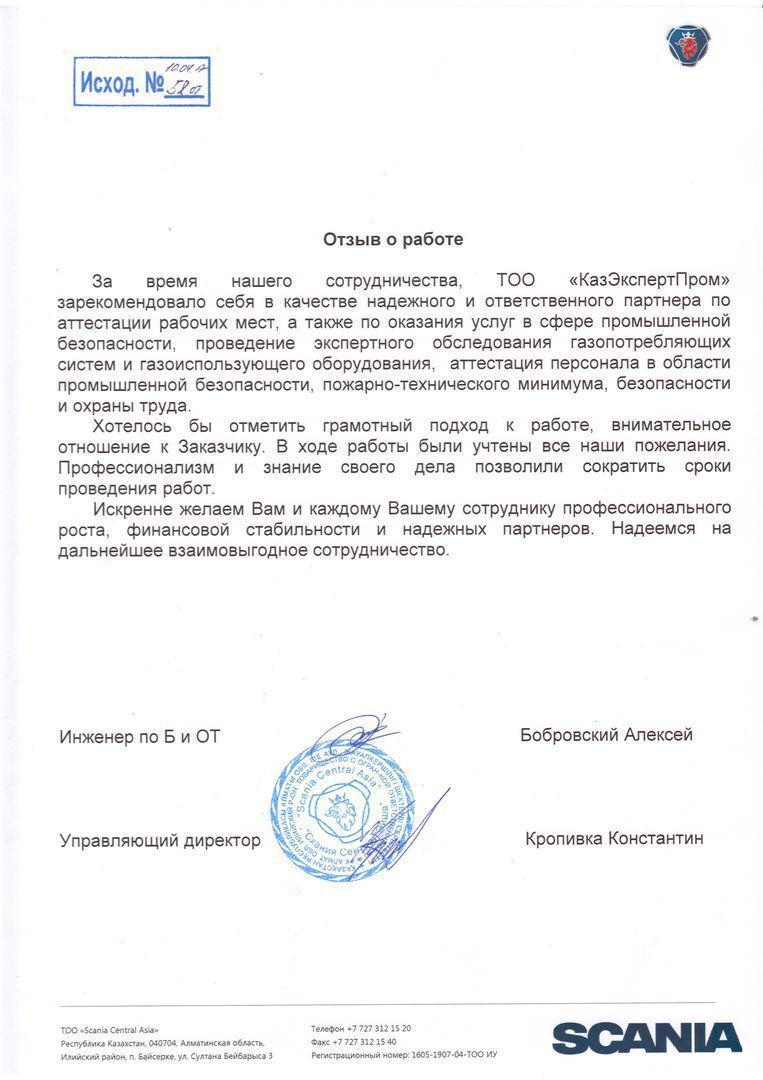 10.04.17
Исход. № 58 от
Отзыв о работе
За время нашего сотрудничества, ТОО «КазЭкспертПром»
зарекомендовало себя в качестве надежного и ответственного партнера по
аттестации рабочих мест, а также по оказания услуг в сфере промышленной
безопасности, проведение экспертного обследования газопотребляющих
систем и газоиспользующего оборудования, аттестация персонала в области
промышленной безопасности, пожарно-технического минимума, безопасности
и охраны труда.
Хотелось бы отметить грамотный подход к работе, внимательное
отношение к Заказчику. В ходе работы были учтены все наши пожелания.
Профессионализм и знание своего дела позволили сократить сроки
проведения работ.
Искренне желаем Вам и каждому Вашему сотруднику профессионального
роста, финансовой стабильности и надежных партнеров. Надеемся на
дальнейшее взаимовыгодное сотрудничество.
Инженер по Б и ОТ Бобровский Алексей
"Scania Central Asia"
Управляющий директор Кропивка Константин
ТОО «Scania Central Asia»
Республика Казахстан, 040704, Алматинская область,
Илийский район, п. Байсерке, ул. Султана Бейбарыса 3
Телефон +7 727 312 15 20
Факс +7 727 312 15 40
Регистрационный номер: 1605-1907-04-ТОО ИУ
SCANIA